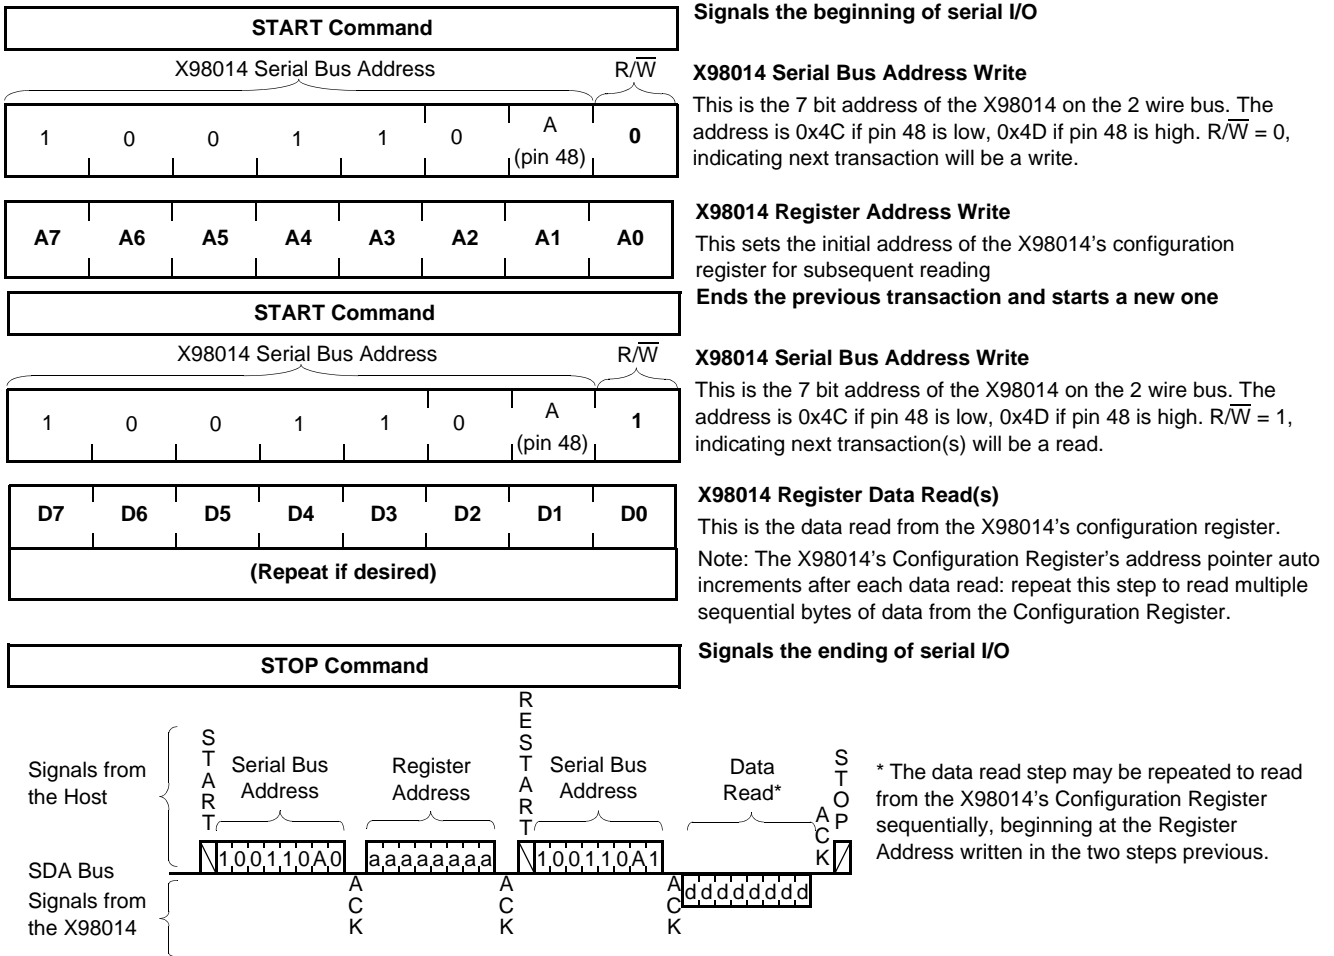 START Command
Signals the beginning of serial I/O
X98014 Serial Bus Address
R/W̅
1 0 0 1 1 0 A (pin 48) 0
X98014 Serial Bus Address Write
This is the 7 bit address of the X98014 on the 2 wire bus. The
address is 0x4C if pin 48 is low, 0x4D if pin 48 is high. R/W̅ = 0,
indicating next transaction will be a write.
A7 A6 A5 A4 A3 A2 A1 A0
X98014 Register Address Write
This sets the initial address of the X98014's configuration
register for subsequent reading
START Command
Ends the previous transaction and starts a new one
X98014 Serial Bus Address
R/W̅
1 0 0 1 1 0 A (pin 48) 1
X98014 Serial Bus Address Write
This is the 7 bit address of the X98014 on the 2 wire bus. The
address is 0x4C if pin 48 is low, 0x4D if pin 48 is high. R/W̅ = 1,
indicating next transaction(s) will be a read.
D7 D6 D5 D4 D3 D2 D1 D0
(Repeat if desired)
X98014 Register Data Read(s)
This is the data read from the X98014's configuration register.
Note: The X98014's Configuration Register's address pointer auto
increments after each data read: repeat this step to read multiple
sequential bytes of data from the Configuration Register.
STOP Command
Signals the ending of serial I/O
Signals from
the Host
START
Serial Bus
Address
Register
Address
RESTART
Serial Bus
Address
Data
Read*
ACK
STOP
1 0 0 1 1 0 A 0
a a a a a a a a
1 0 0 1 1 0 A 1
SDA Bus
Signals from
the X98014
ACK
ACK
ACK
d d d d d d d d
* The data read step may be repeated to read
from the X98014's Configuration Register
sequentially, beginning at the Register
Address written in the two steps previous.